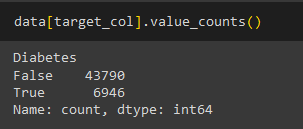 data[target_col].value_counts()
Diabetes
False    43790
True      6946
Name: count, dtype: int64